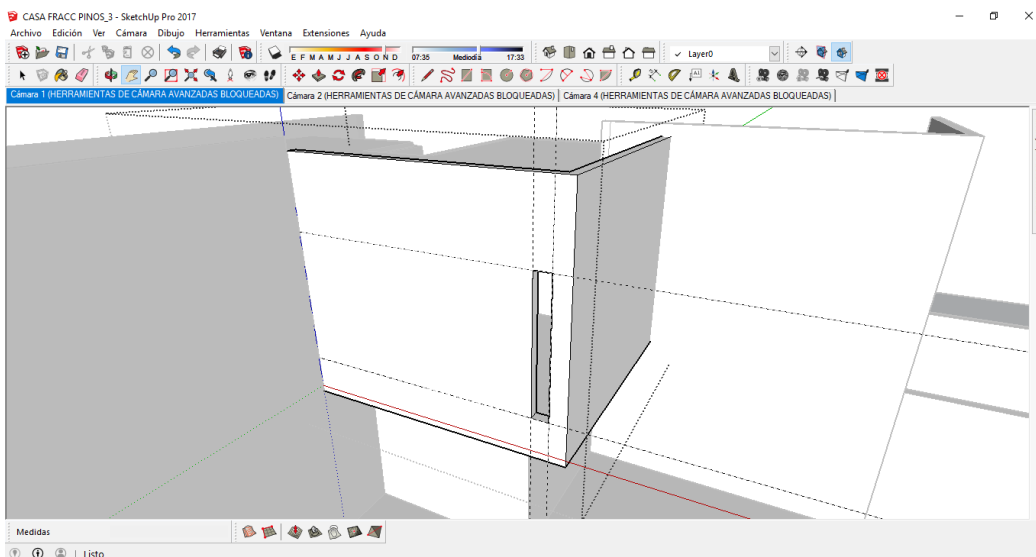 CASA FRACC PINOS_3 - SketchUp Pro 2017
Archivo Edición Ver Cámara Dibujo Herramientas Ventana Extensiones Ayuda
E F M A M J J A S O N D 07:35 Mediodía 17:33 Layer0
Cámara 1 (HERRAMIENTAS DE CÁMARA AVANZADAS BLOQUEADAS) Cámara 2 (HERRAMIENTAS DE CÁMARA AVANZADAS BLOQUEADAS) Cámara 4 (HERRAMIENTAS DE CÁMARA AVANZADAS BLOQUEADAS)
Medidas
Listo